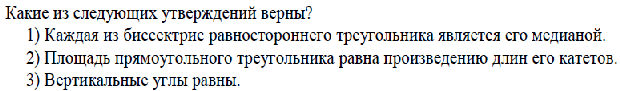 Какие из следующих утверждений верны?
1) Каждая из биссектрис равностороннего треугольника является его медианой.
2) Площадь прямоугольного треугольника равна произведению длин его катетов.
3) Вертикальные углы равны.